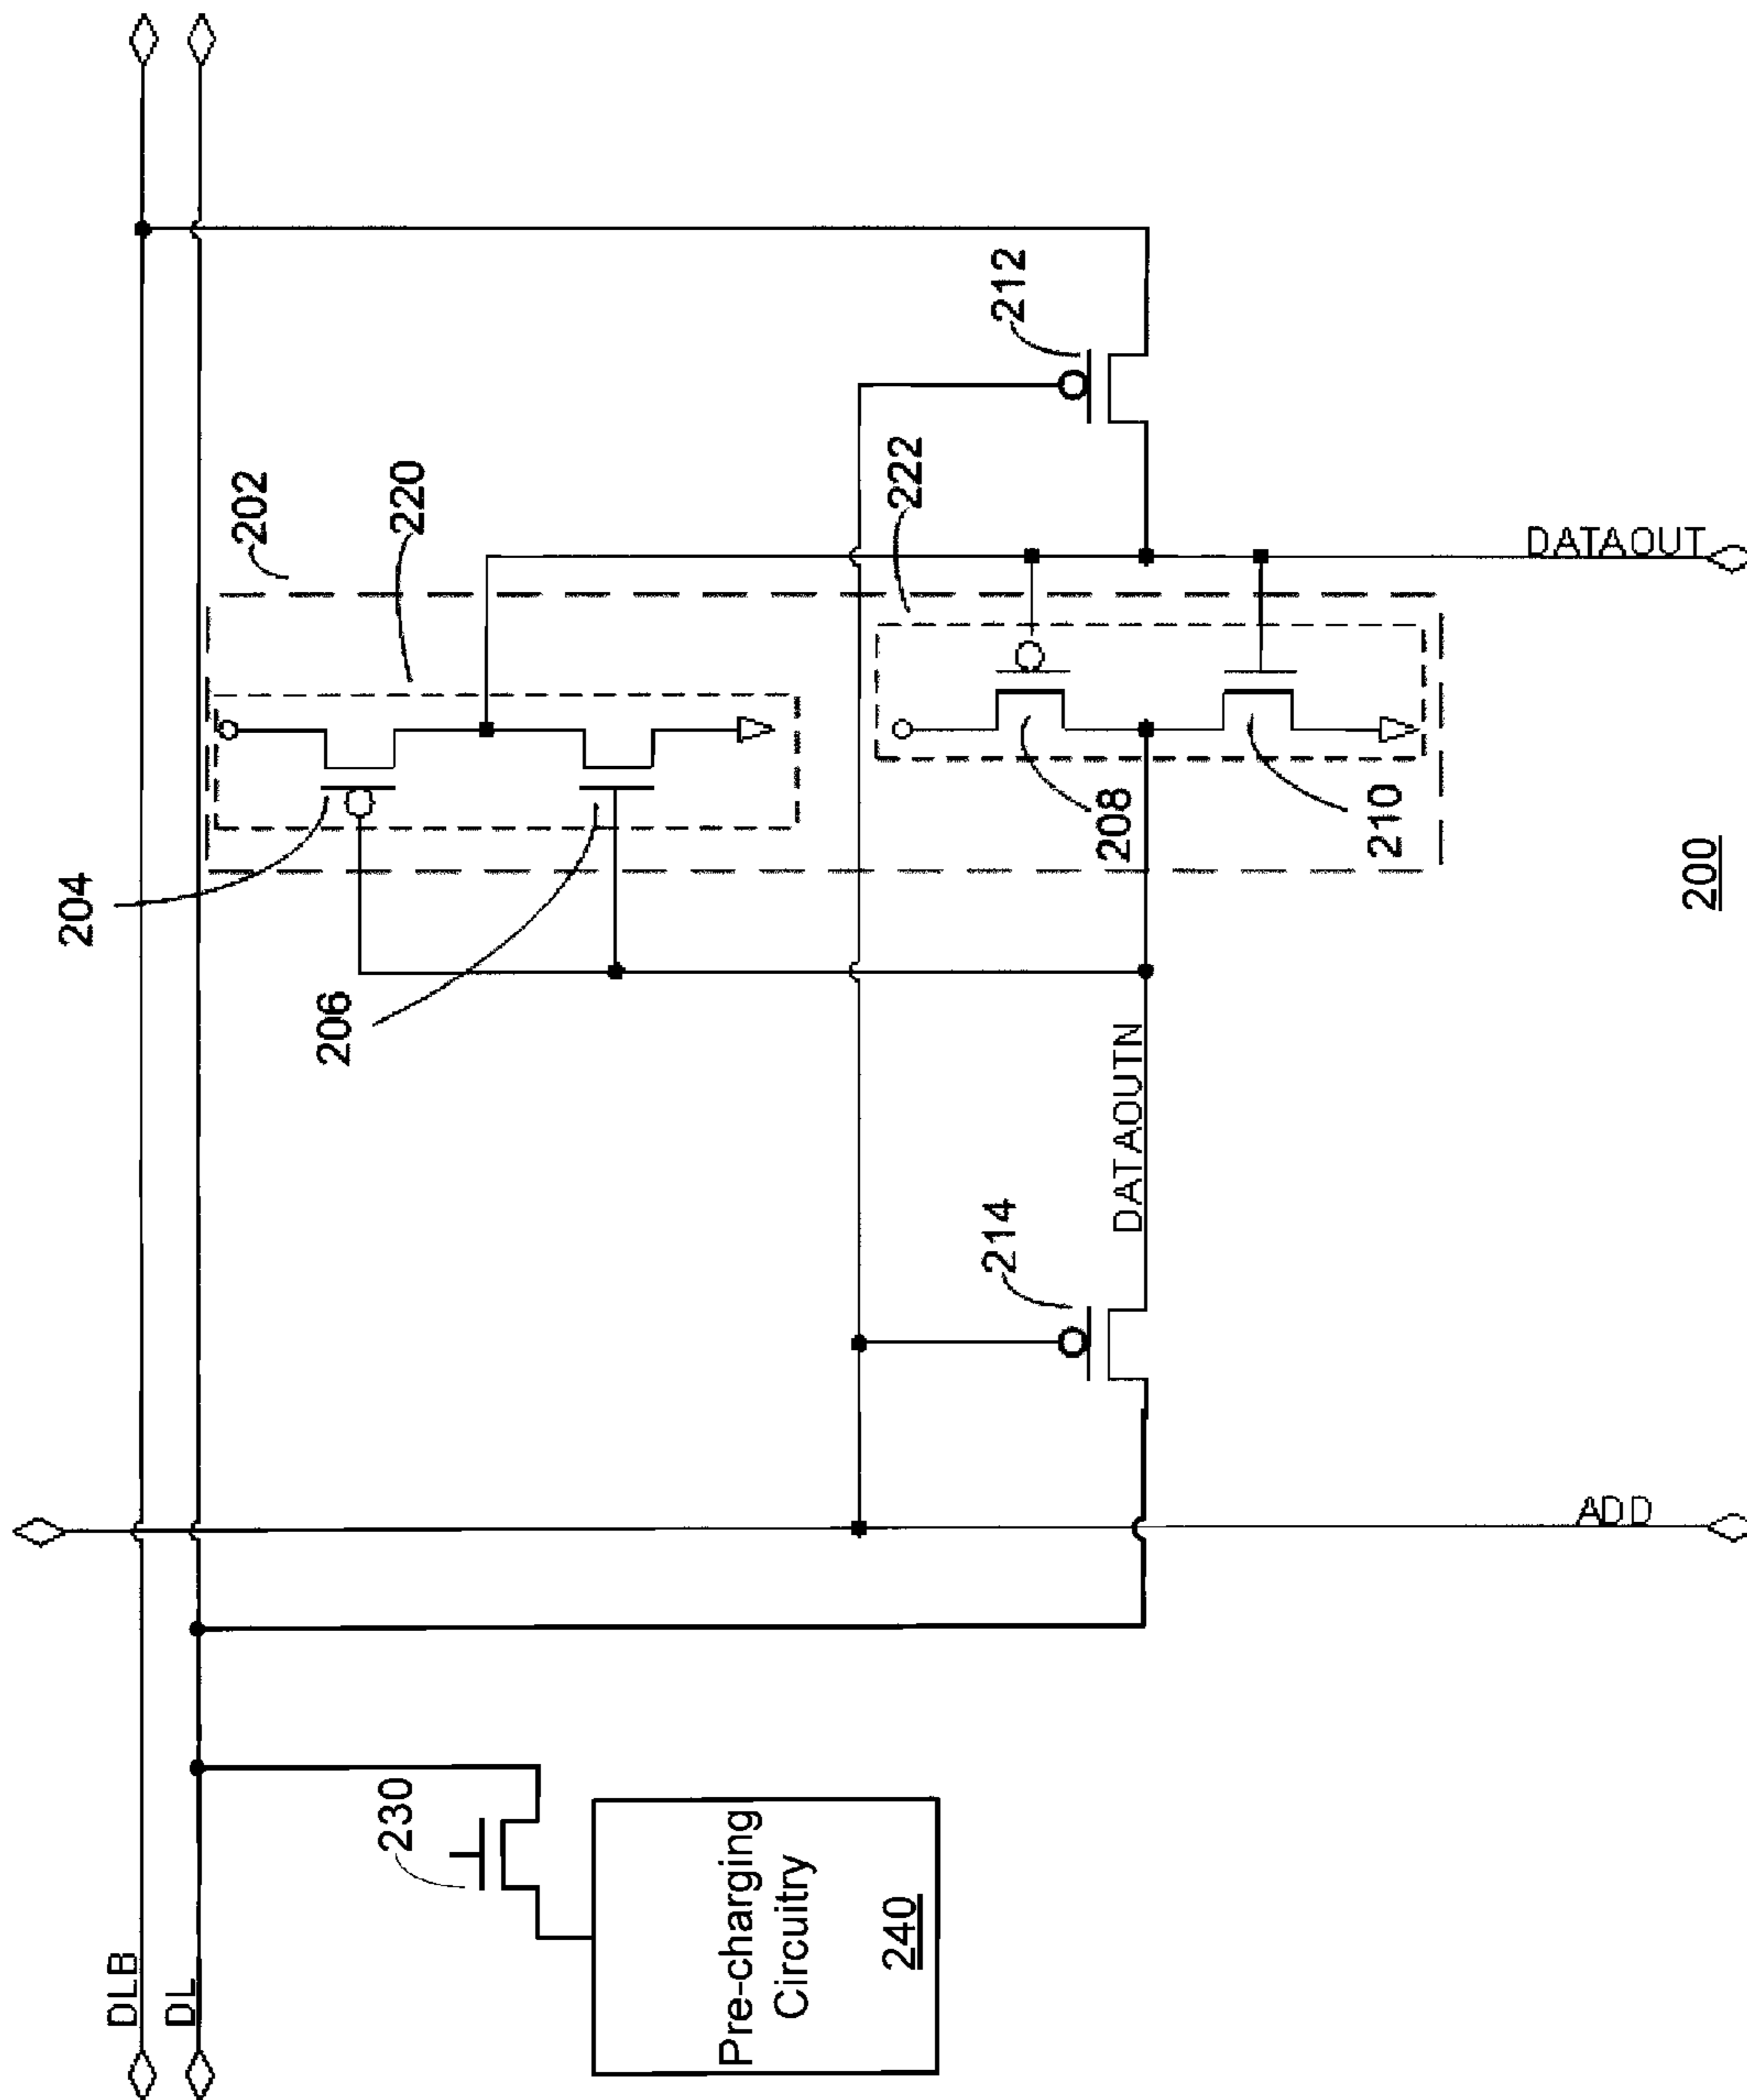 DLB
DL
230
Pre-charging
Circuitry
240
ADD
214
DATAOUTN
204
206
202
220
222
208
210
212
DATAOUT
200